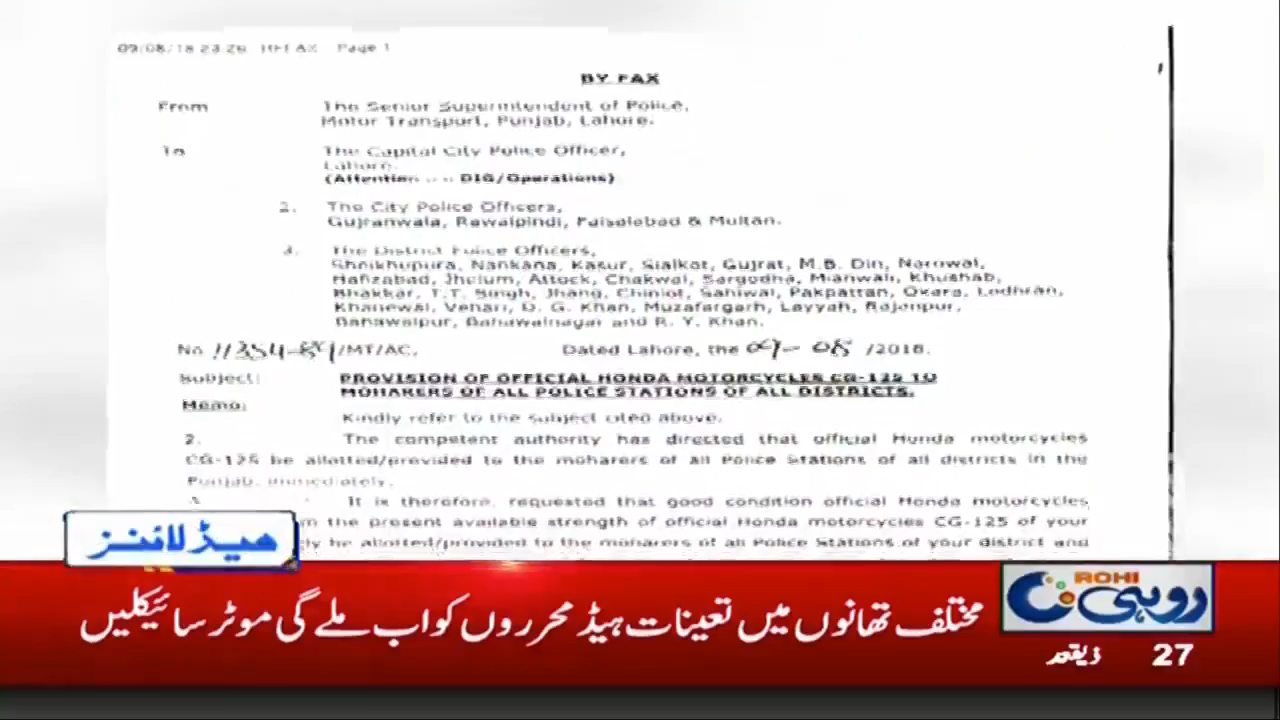 09/08/18 23:26 HFFAX Page 1
BY FAX
From The Senior Superintendent of Police,
Motor Transport, Punjab, Lahore.
To The Capital City Police Officer,
Lahore.
(Attention DIG/Operations)
2. The City Police Officers,
Gujranwala, Rawalpindi, Faisalabad & Multan.
3. The District Police Officers,
Sheikhupura, Nankana, Kasur, Sialkot, Gujrat, M.B. Din, Narowal,
Hafizabad, Jhelum, Attock, Chakwal, Sargodha, Mianwali, Khushab,
Bhakkar, T.T. Singh, Jhang, Chiniot, Sahiwal, Pakpattan, Okara, Lodhran,
Khanewal, Vehari, D. G. Khan, Muzafargarh, Layyah, Rajanpur,
Bahawalpur, Bahawalnagar and R. Y. Khan.
No /MT/AC, Dated Lahore, the 09-08 /2018.
Subject: PROVISION OF OFFICIAL HONDA MOTORCYCLES CG-125 TO
MOHARERS OF ALL POLICE STATIONS OF ALL DISTRICTS.
Memo:
Kindly refer to the subject cited above.
2. The competent authority has directed that official Honda motorcycles
CG-125 be allotted/provided to the moharers of all Police Stations of all districts in the
Punjab, immediately.
It is therefore, requested that good condition official Honda motorcycles
the present available strength of official Honda motorcycles CG-125 of your
be allotted/provided to the moharers of all Police Stations of your district and
ہیڈ لائنز
ROHI
روہی
مختلف تھانوں میں تعینات ہیڈ محرروں کو اب ملے گی موٹر سائیکلیں
27 ذیقعد